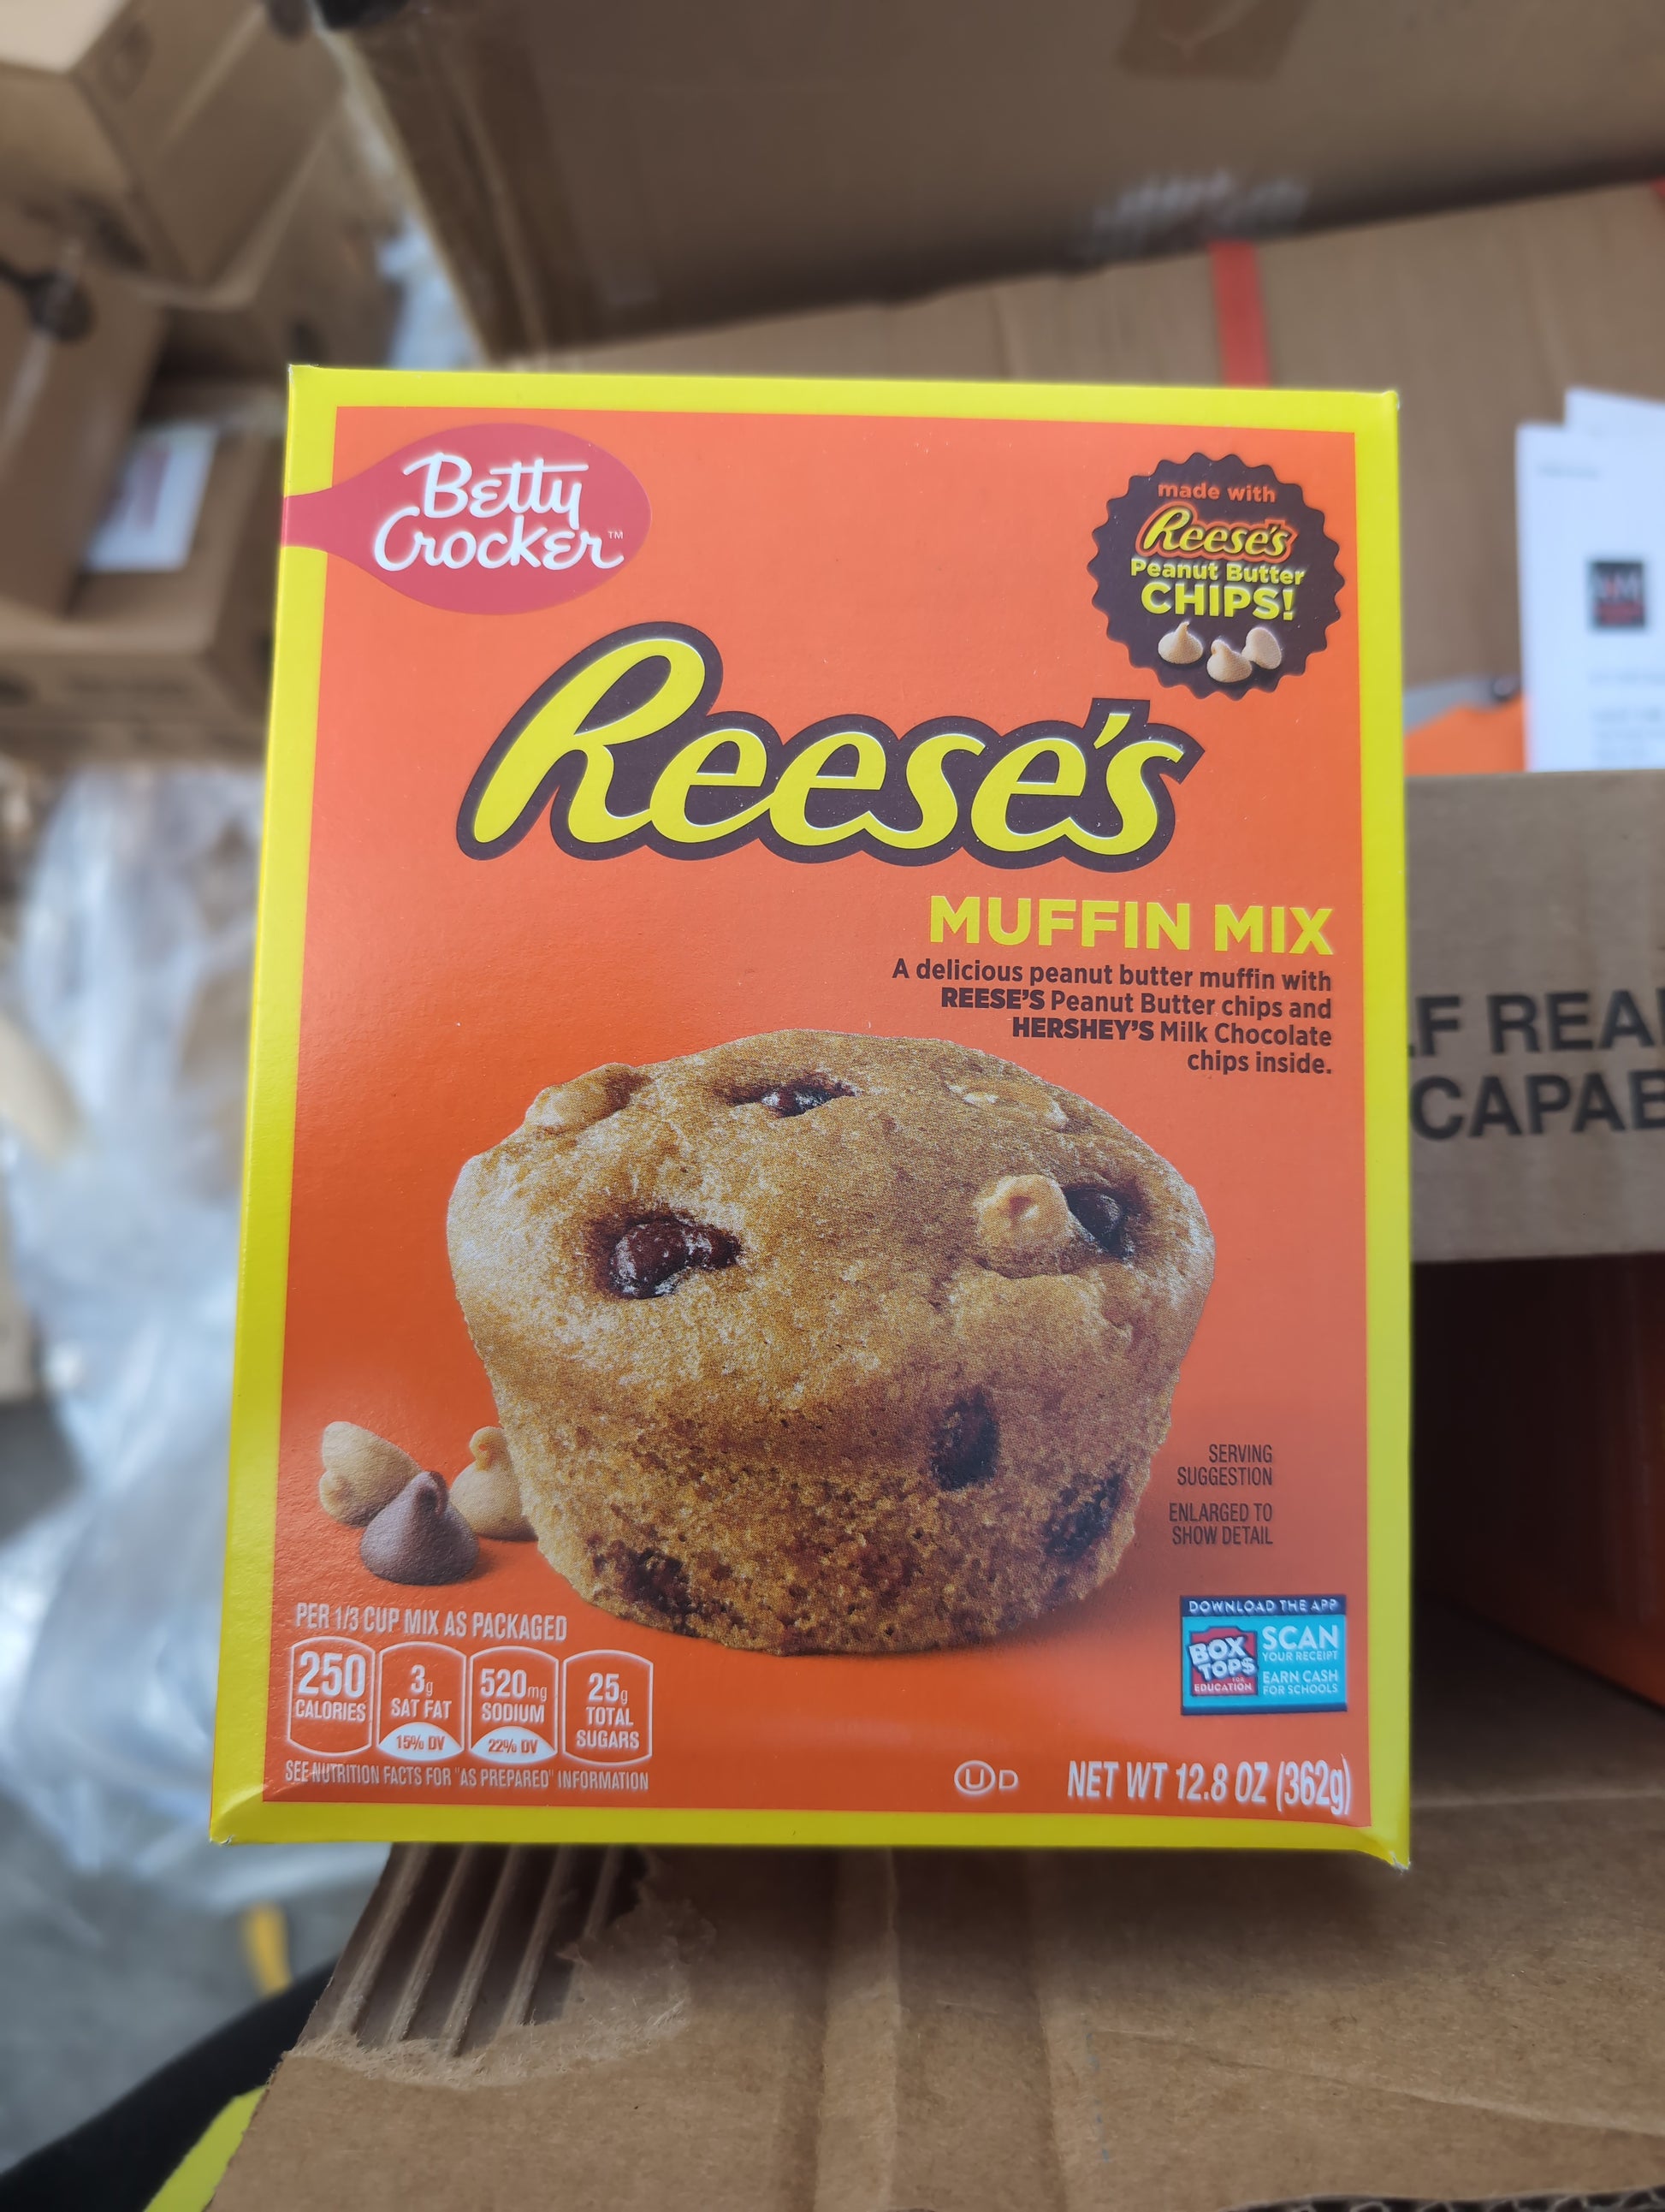 Betty
Crocker™
made with
Reese's
Peanut Butter
CHIPS!
Reese's
MUFFIN MIX
A delicious peanut butter muffin with
REESE'S Peanut Butter chips and
HERSHEY'S Milk Chocolate
chips inside.
F REA
CAPAB
SERVING
SUGGESTION
ENLARGED TO
SHOW DETAIL
PER 1/3 CUP MIX AS PACKAGED
250
CALORIES
3g
SAT FAT
15% DV
520mg
SODIUM
22% DV
25g
TOTAL
SUGARS
SEE NUTRITION FACTS FOR "AS PREPARED" INFORMATION
DOWNLOAD THE APP
BOX
TOPS
FOR
EDUCATION
SCAN
YOUR RECEIPT
EARN CASH
FOR SCHOOLS
U D
NET WT 12.8 OZ (362g)